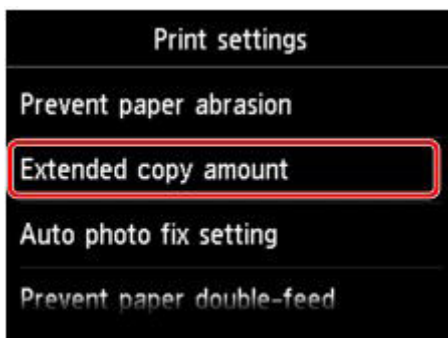 Print settings
Prevent paper abrasion
Extended copy amount
Auto photo fix setting
Prevent paper double-feed